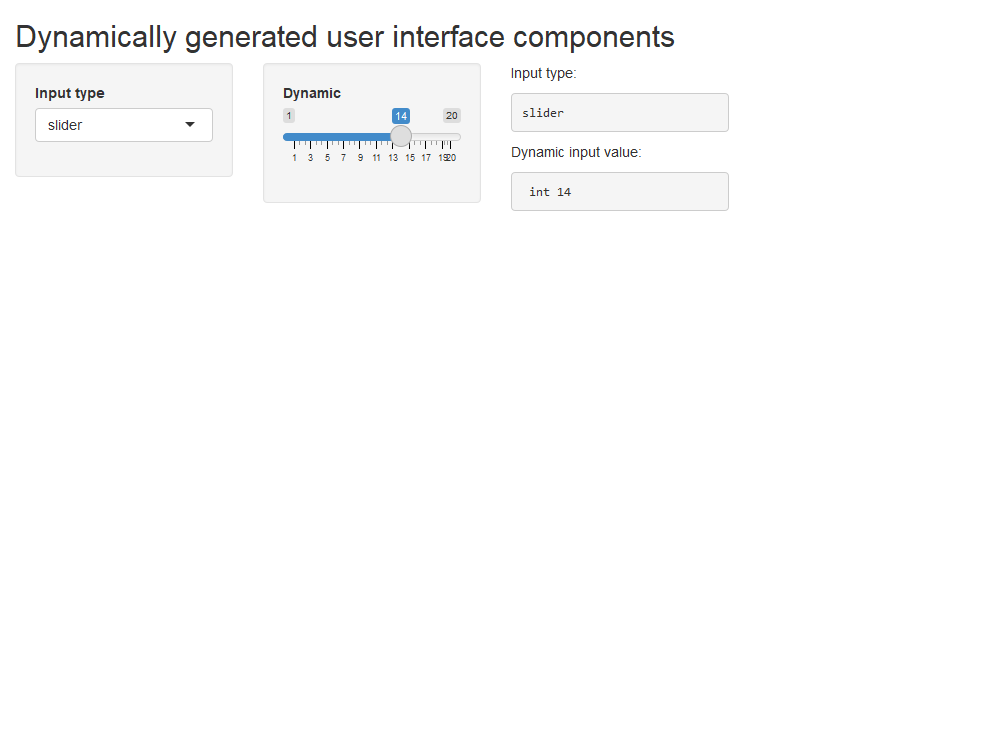 Dynamically generated user interface components
Input type
slider
Dynamic
1 14 20
1 3 5 7 9 11 13 15 17 19 20
Input type:
slider
Dynamic input value:
int 14